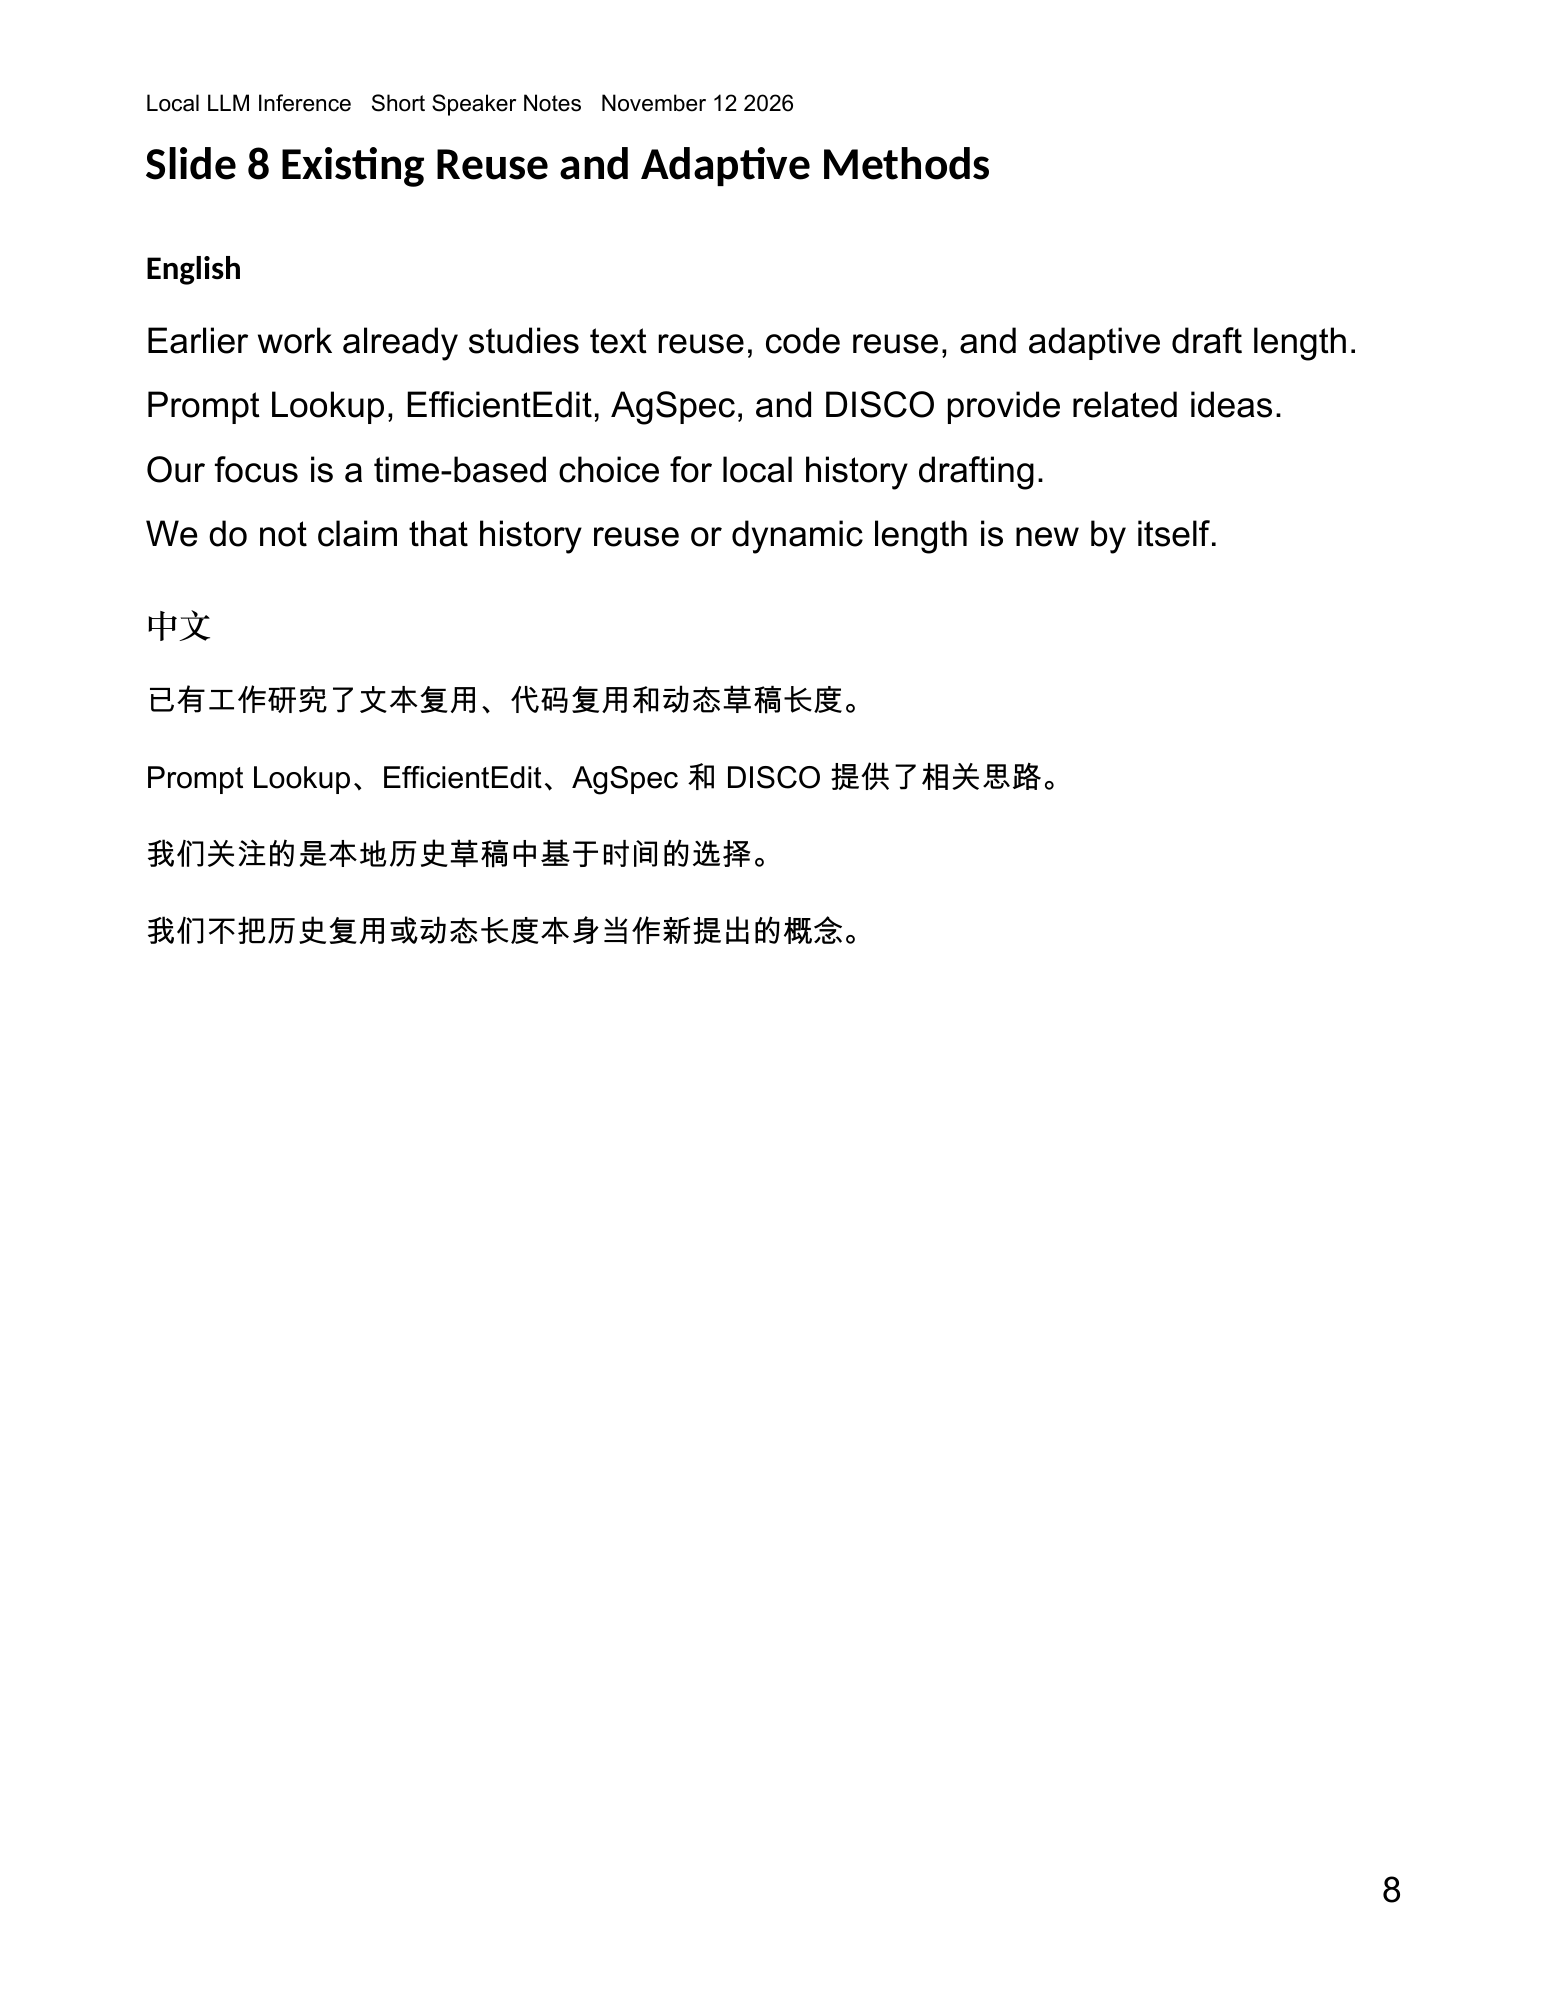 Local LLM Inference   Short Speaker Notes   November 12 2026
Slide 8 Existing Reuse and Adaptive Methods
English
Earlier work already studies text reuse, code reuse, and adaptive draft length.
Prompt Lookup, EfficientEdit, AgSpec, and DISCO provide related ideas.
Our focus is a time-based choice for local history drafting.
We do not claim that history reuse or dynamic length is new by itself.
中文
已有工作研究了文本复用、代码复用和动态草稿长度。
Prompt Lookup、EfficientEdit、AgSpec 和 DISCO 提供了相关思路。
我们关注的是本地历史草稿中基于时间的选择。
我们不把历史复用或动态长度本身当作新提出的概念。
8